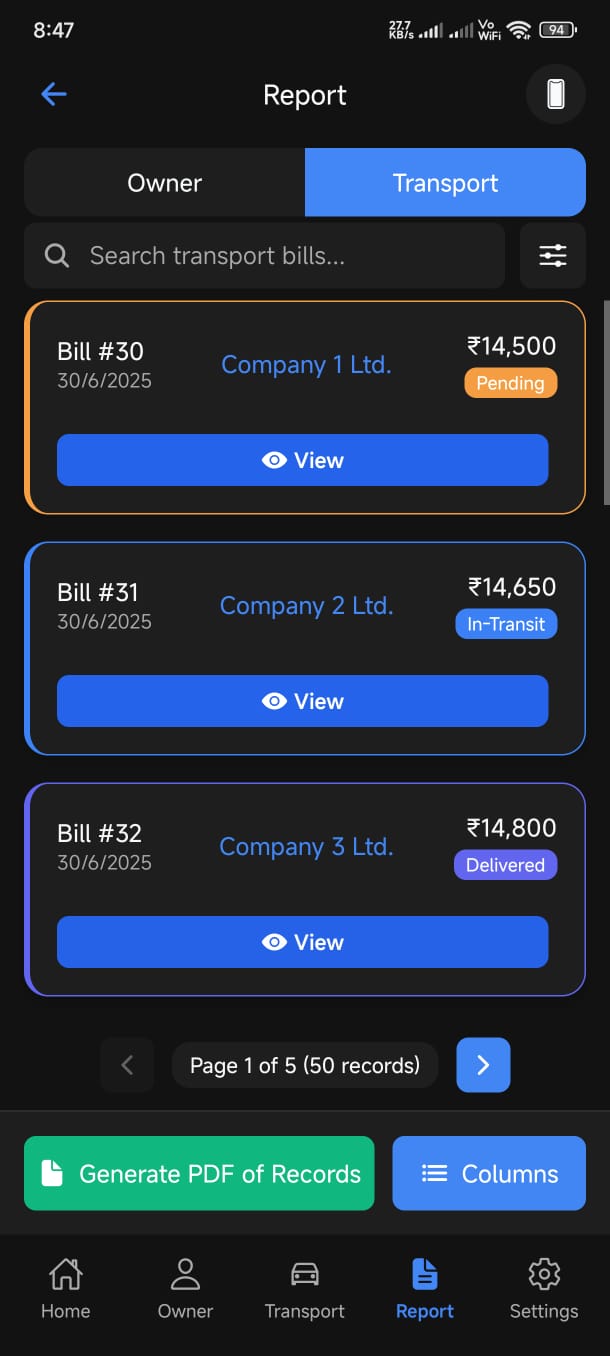 8:47
27.7
KB/s
Vo
WiFi
94
Report
Owner
Transport
Search transport bills...
Bill #30
30/6/2025
Company 1 Ltd.
₹14,500
Pending
View
Bill #31
30/6/2025
Company 2 Ltd.
₹14,650
In-Transit
View
Bill #32
30/6/2025
Company 3 Ltd.
₹14,800
Delivered
View
Page 1 of 5 (50 records)
Generate PDF of Records
Columns
Home
Owner
Transport
Report
Settings